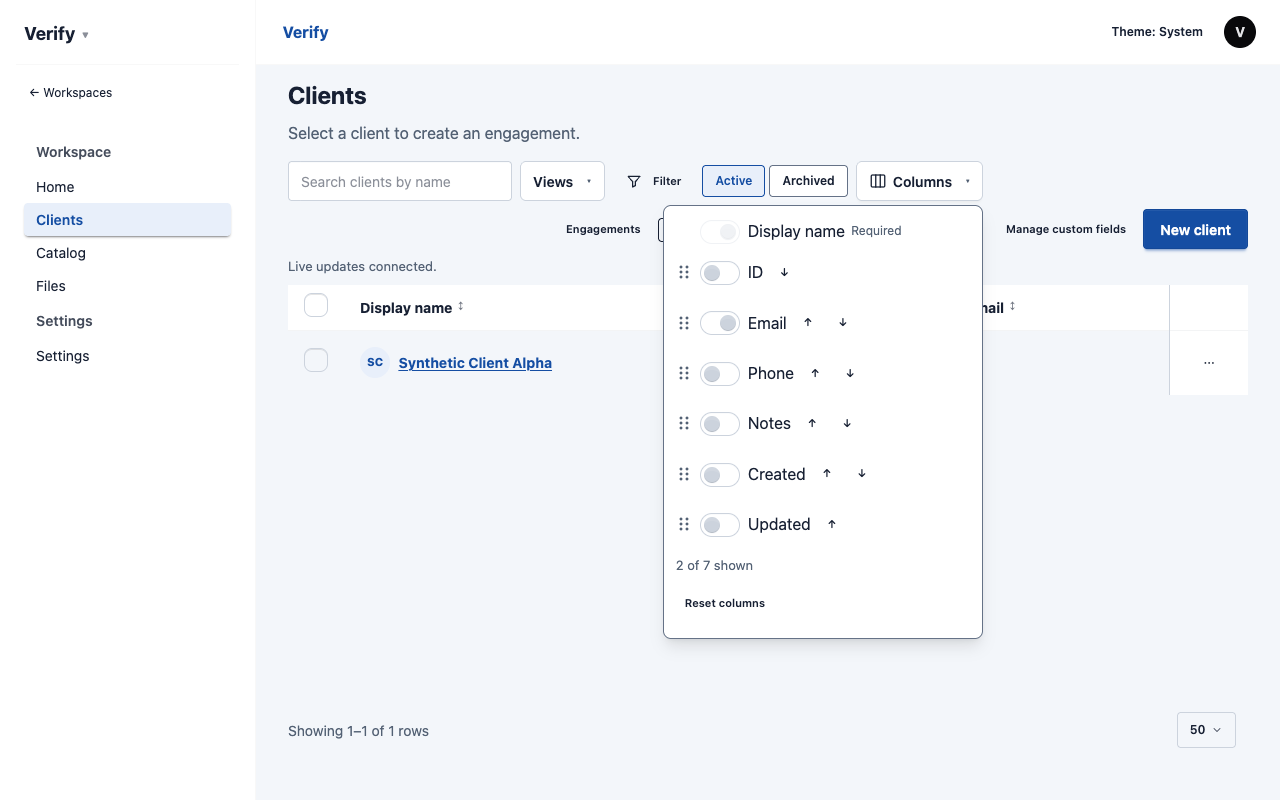 Verify ▾
Verify
Theme: System
V
← Workspaces
Workspace
Home
Clients
Catalog
Files
Settings
Settings
Clients
Select a client to create an engagement.
Search clients by name
Views
Filter
Active
Archived
Columns
Engagements
Manage custom fields
New client
Live updates connected.
Display name ↕
ail ↕
SC Synthetic Client Alpha
...
Display name Required
ID ↓
Email ↑ ↓
Phone ↑ ↓
Notes ↑ ↓
Created ↑ ↓
Updated ↑
2 of 7 shown
Reset columns
Showing 1–1 of 1 rows
50